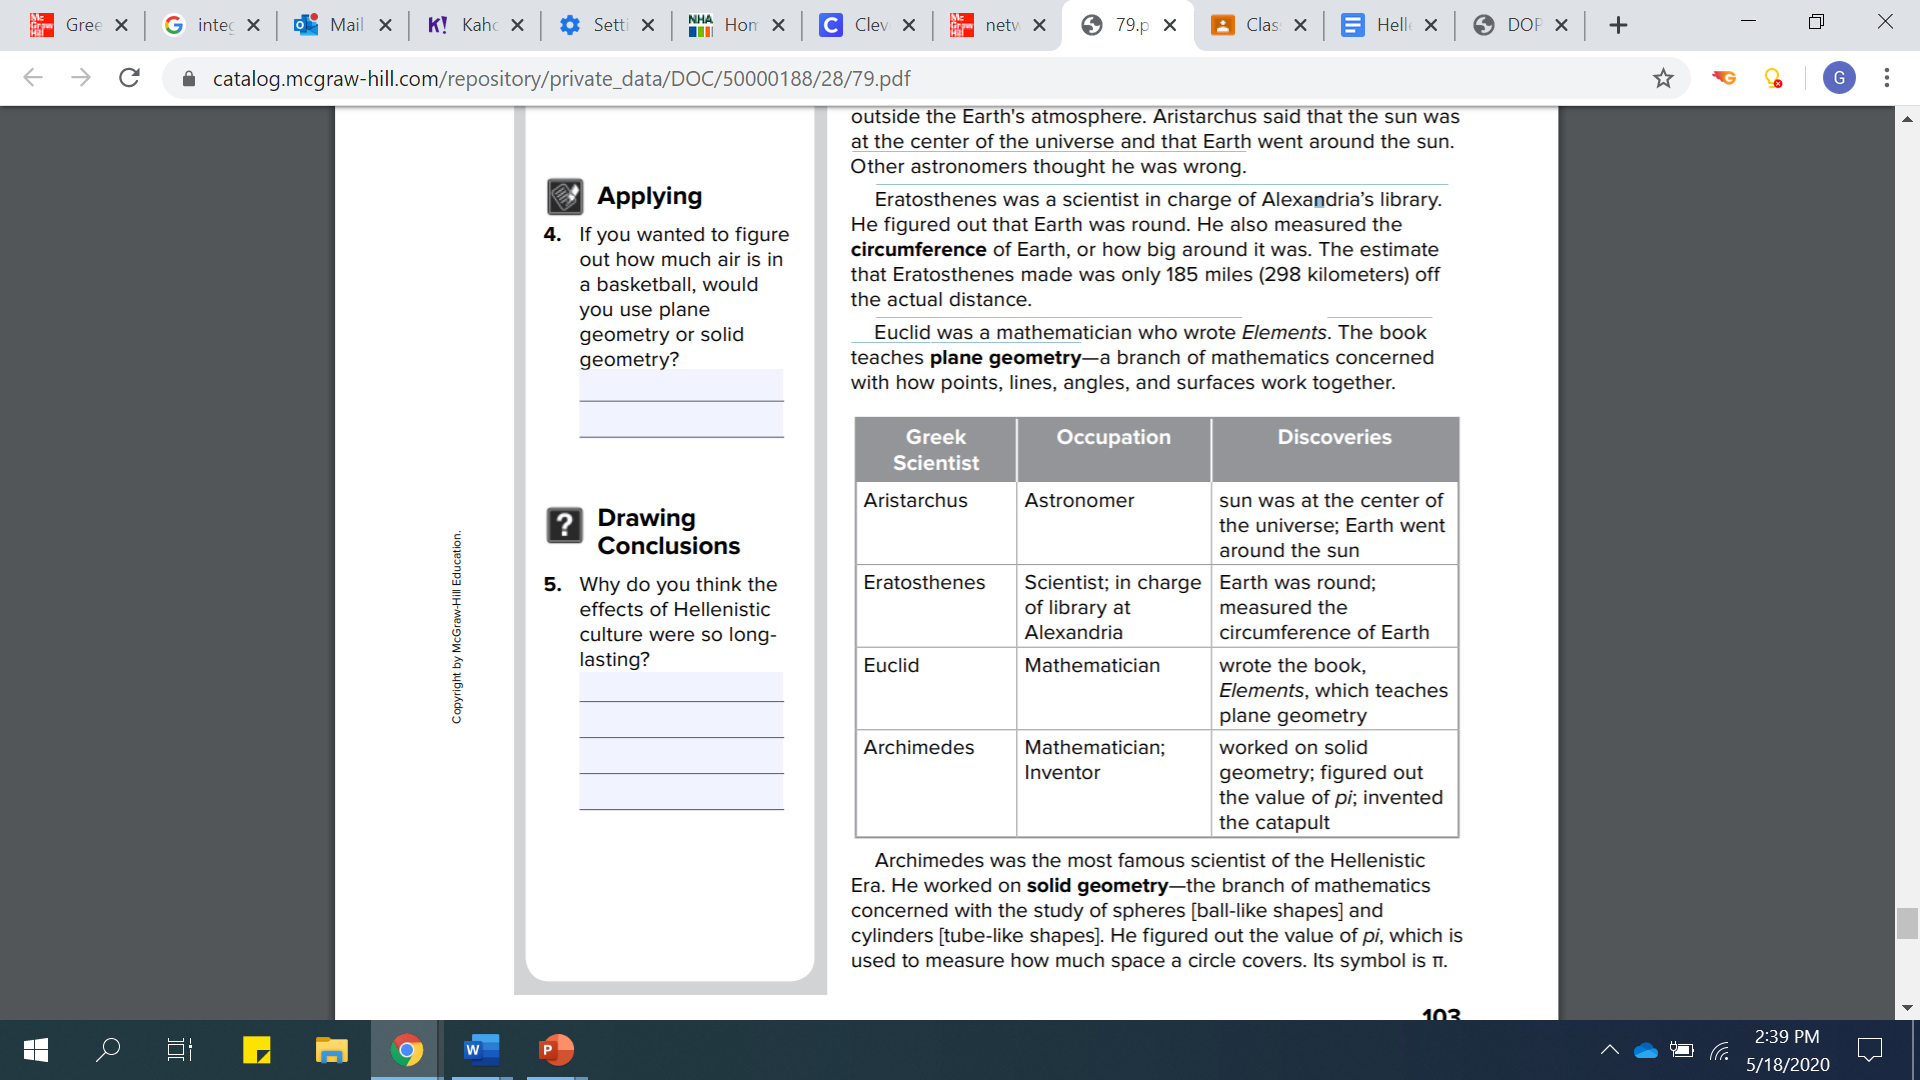 Gree
integ
Mail
Kaho
Setti
NHA
Hom
Clev
netw
79.p
Clas
Helle
DOP
catalog.mcgraw-hill.com/repository/private_data/DOC/50000188/28/79.pdf
G
Applying
4. If you wanted to figure
out how much air is in
a basketball, would
you use plane
geometry or solid
geometry?
Drawing
Conclusions
5. Why do you think the
effects of Hellenistic
culture were so long-
lasting?
Copyright by McGraw-Hill Education.
outside the Earth's atmosphere. Aristarchus said that the sun was
at the center of the universe and that Earth went around the sun.
Other astronomers thought he was wrong.
Eratosthenes was a scientist in charge of Alexandria's library.
He figured out that Earth was round. He also measured the
circumference of Earth, or how big around it was. The estimate
that Eratosthenes made was only 185 miles (298 kilometers) off
the actual distance.
Euclid was a mathematician who wrote Elements. The book
teaches plane geometry—a branch of mathematics concerned
with how points, lines, angles, and surfaces work together.
Greek
Scientist
Occupation
Discoveries
Aristarchus
Astronomer
sun was at the center of
the universe; Earth went
around the sun
Eratosthenes
Scientist; in charge
of library at
Alexandria
Earth was round;
measured the
circumference of Earth
Euclid
Mathematician
wrote the book,
Elements, which teaches
plane geometry
Archimedes
Mathematician;
Inventor
worked on solid
geometry; figured out
the value of pi; invented
the catapult
Archimedes was the most famous scientist of the Hellenistic
Era. He worked on solid geometry—the branch of mathematics
concerned with the study of spheres [ball-like shapes] and
cylinders [tube-like shapes]. He figured out the value of pi, which is
used to measure how much space a circle covers. Its symbol is π.
103
2:39 PM
5/18/2020